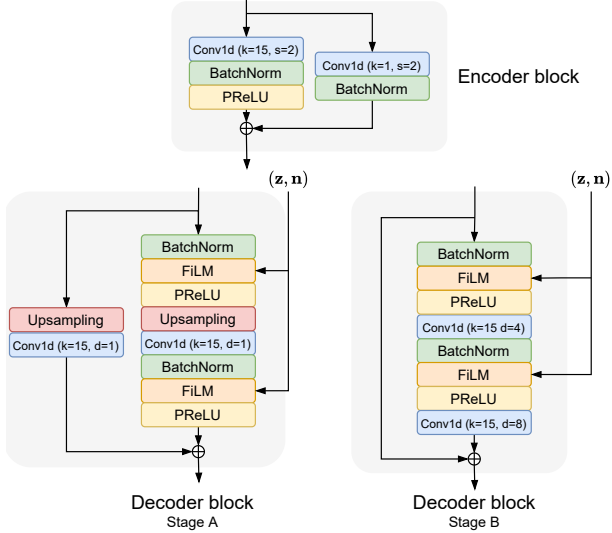 Conv1d (k=15, s=2)
BatchNorm
PReLU
Conv1d (k=1, s=2)
BatchNorm
Encoder block
(z, n)
Upsampling
Conv1d (k=15, d=1)
BatchNorm
FiLM
PReLU
Upsampling
Conv1d (k=15, d=1)
BatchNorm
FiLM
PReLU
Decoder block
Stage A
(z, n)
BatchNorm
FiLM
PReLU
Conv1d (k=15 d=4)
BatchNorm
FiLM
PReLU
Conv1d (k=15, d=8)
Decoder block
Stage B